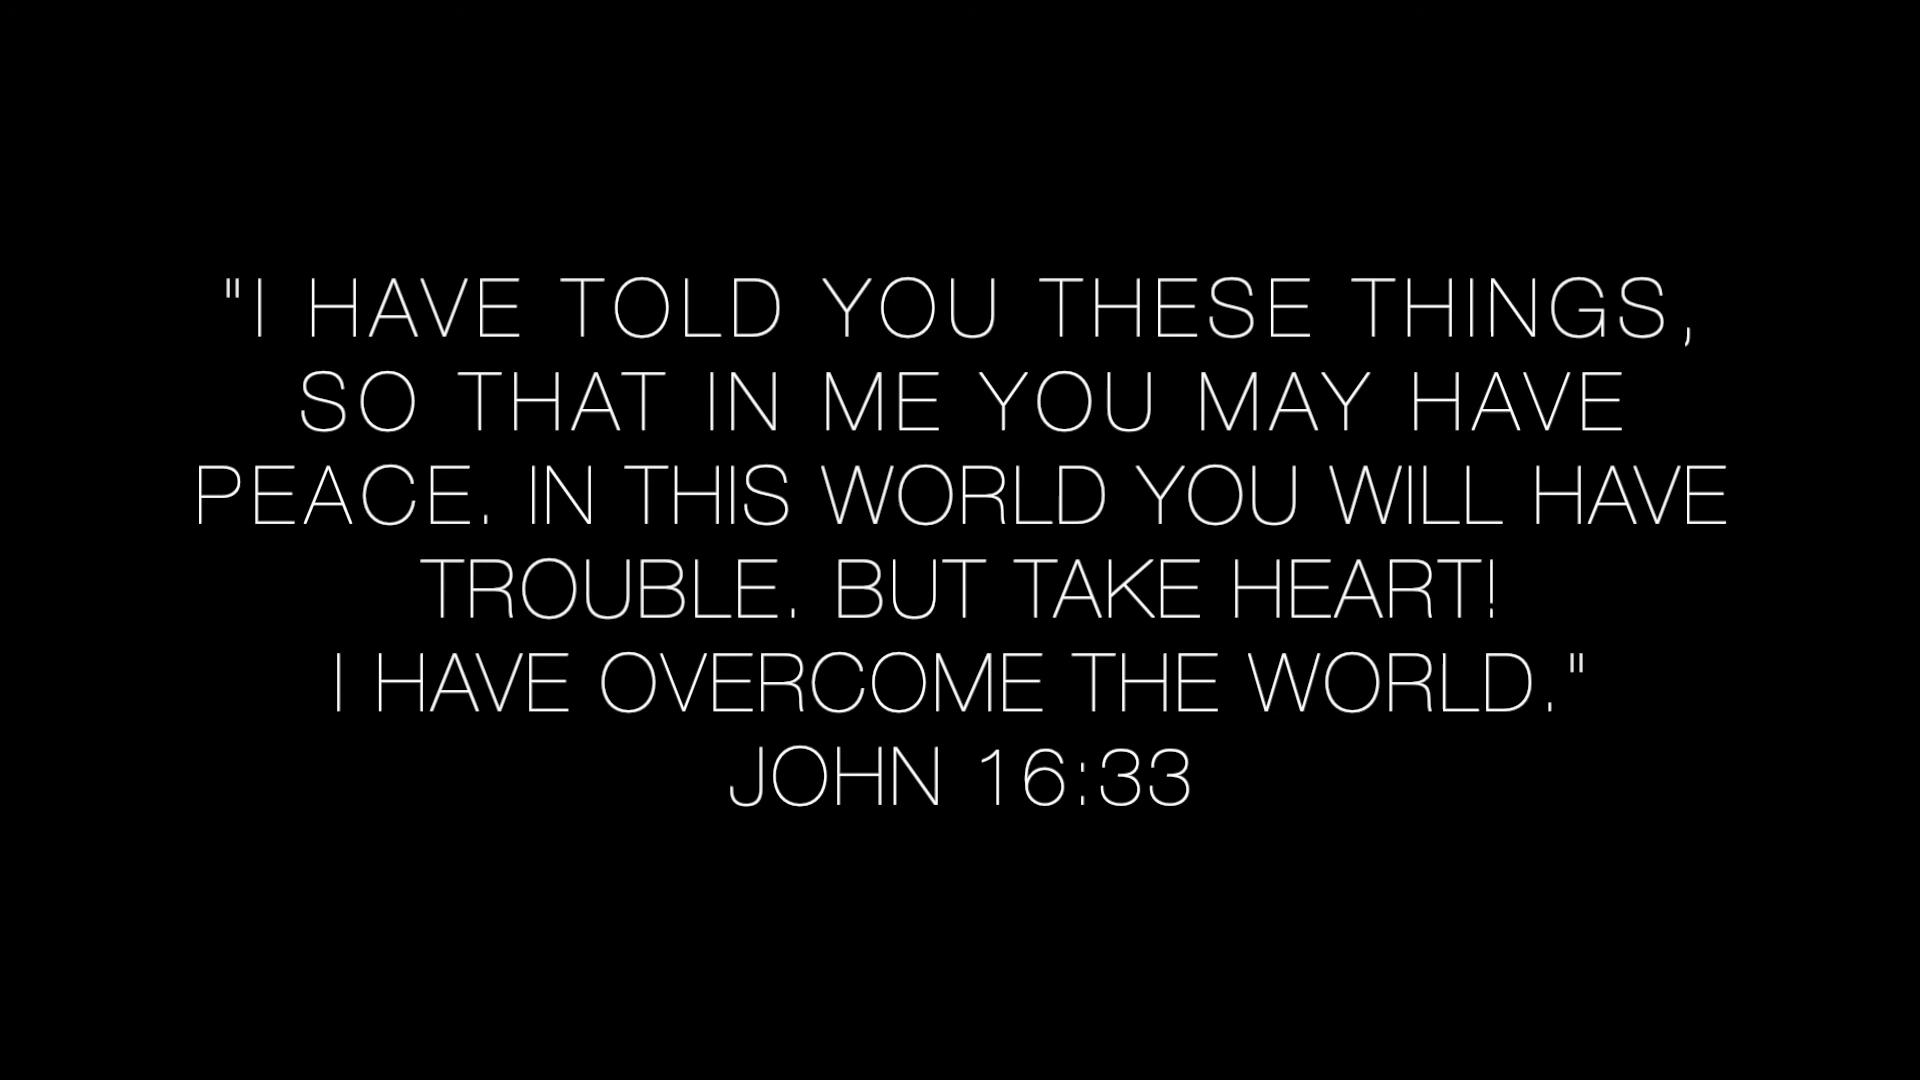 "I HAVE TOLD YOU THESE THINGS,
SO THAT IN ME YOU MAY HAVE
PEACE. IN THIS WORLD YOU WILL HAVE
TROUBLE. BUT TAKE HEART!
I HAVE OVERCOME THE WORLD."
JOHN 16:33